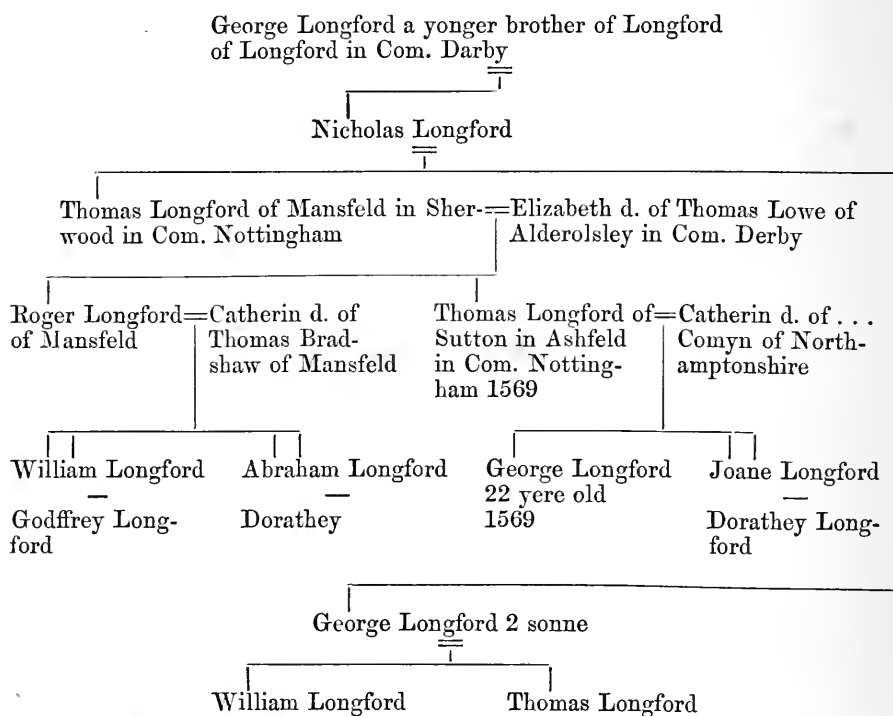 George Longford a yonger brother of Longford
of Longford in Com. Darby
Nicholas Longford
Thomas Longford of Mansfeld in Sher-
wood in Com. Nottingham
=Elizabeth d. of Thomas Lowe of
Alderolsley in Com. Derby
Roger Longford
of Mansfeld
=Catherin d. of
Thomas Brad-
shaw of Mansfeld
Thomas Longford of
Sutton in Ashfeld
in Com. Notting-
ham 1569
=Catherin d. of . . .
Comyn of North-
amptonshire
William Longford
Godffrey Long-
ford
Abraham Longford
Dorathey
George Longford
22 yere old
1569
Joane Longford
Dorathey Long-
ford
George Longford 2 sonne
William Longford
Thomas Longford